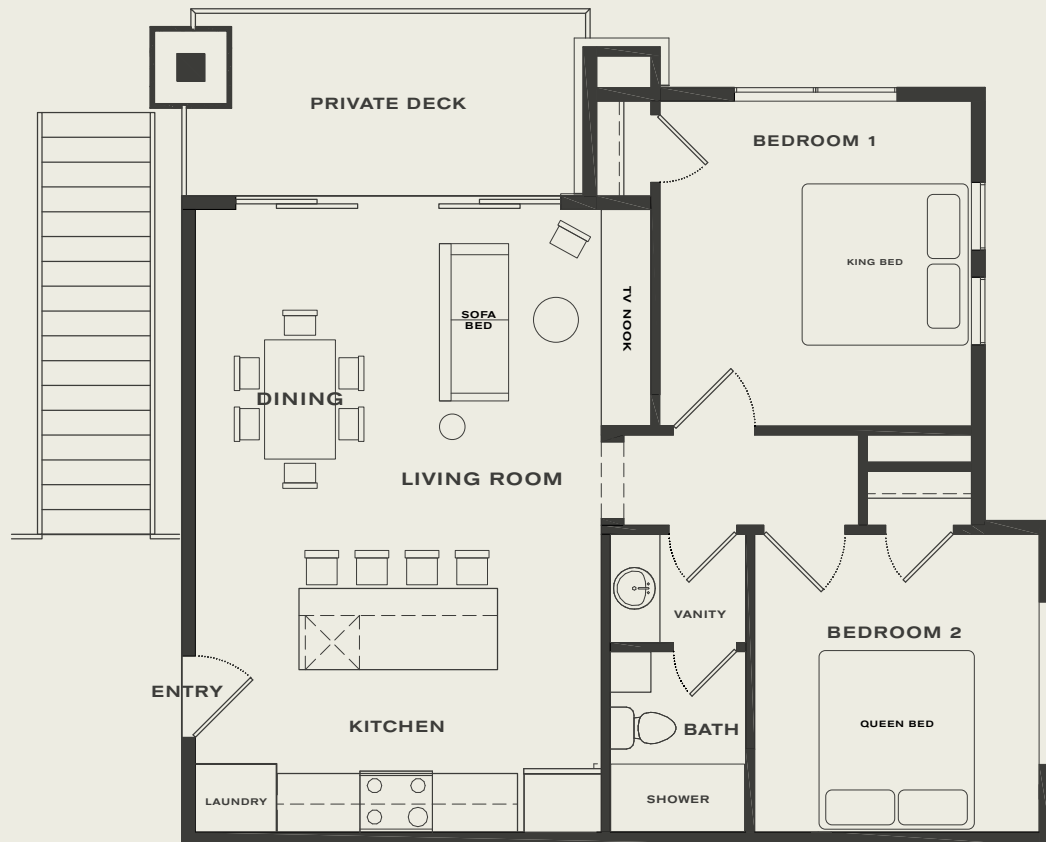 PRIVATE DECK
BEDROOM 1
KING BED
TV NOOK
SOFA
BED
DINING
LIVING ROOM
VANITY
BEDROOM 2
ENTRY
KITCHEN
BATH
QUEEN BED
LAUNDRY
SHOWER